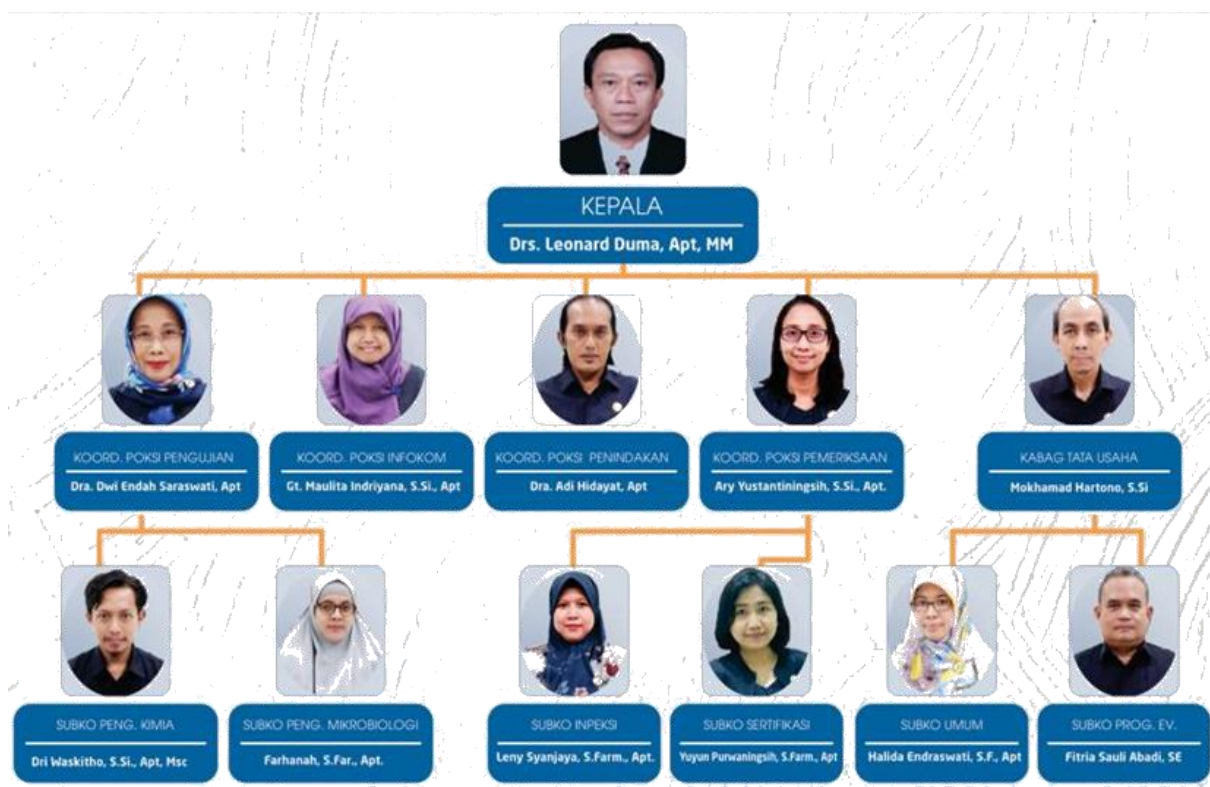 KEPALA
Drs. Leonard Duma, Apt, MM
KOORD. POKSI PENGUJIAN
Dra. Dwi Endah Saraswati, Apt
KOORD. POKSI INFOKOM
Gt. Maulita Indriyana, S.Si., Apt
KOORD. POKSI PENINDAKAN
Dra. Adi Hidayat, Apt
KOORD. POKSI PEMERIKSAAN
Ary Yustantiningsih, S.Si., Apt.
KABAG TATA USAHA
Mokhamad Hartono, S.Si
SUBKO PENG. KIMIA
Dri Waskitho, S.Si., Apt, Msc
SUBKO PENG. MIKROBIOLOGI
Farhanah, S.Far., Apt.
SUBKO INPEKSI
Leny Syanjaya, S.Farm., Apt.
SUBKO SERTIFIKASI
Yuyun Purwaningsih, S.Farm., Apt
SUBKO UMUM
Halida Endraswati, S.F., Apt
SUBKO PROG. EV.
Fitria Sauli Abadi, SE